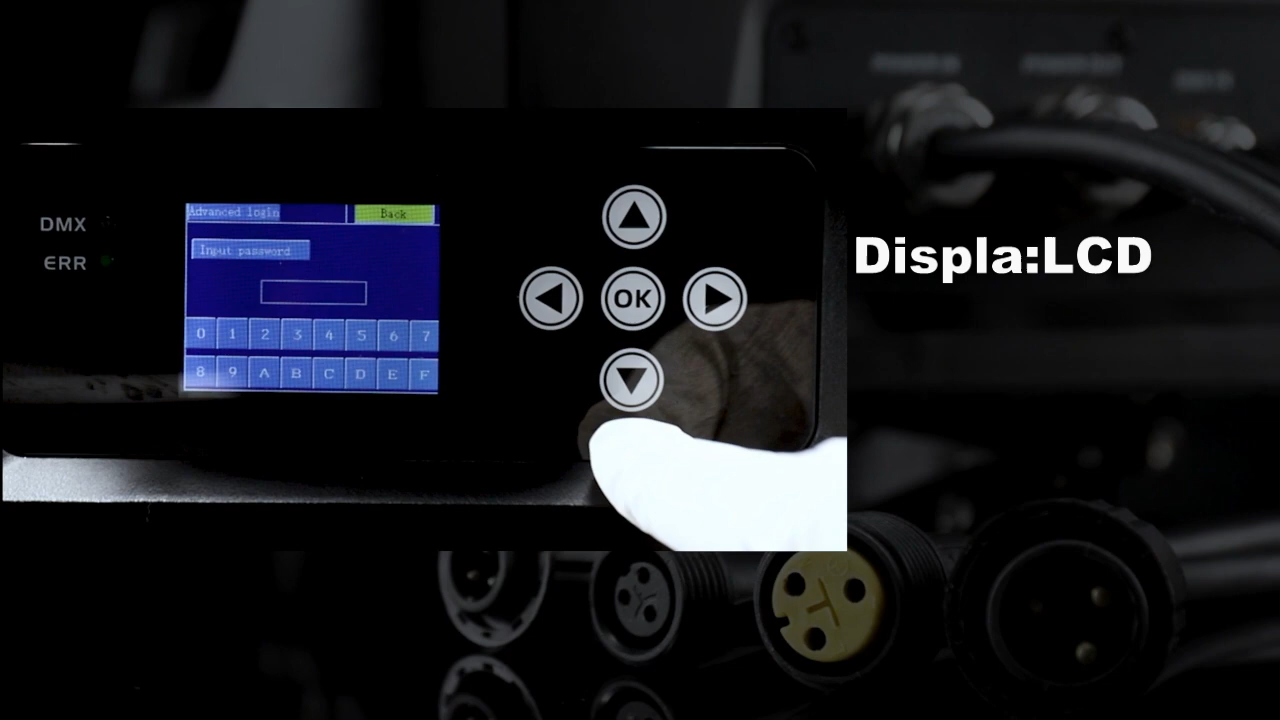 DMX
ERR
Advanced login
Back
Input password
0 1 2 3 4 5 6 7
8 9 A B C D E F
OK
Displa:LCD